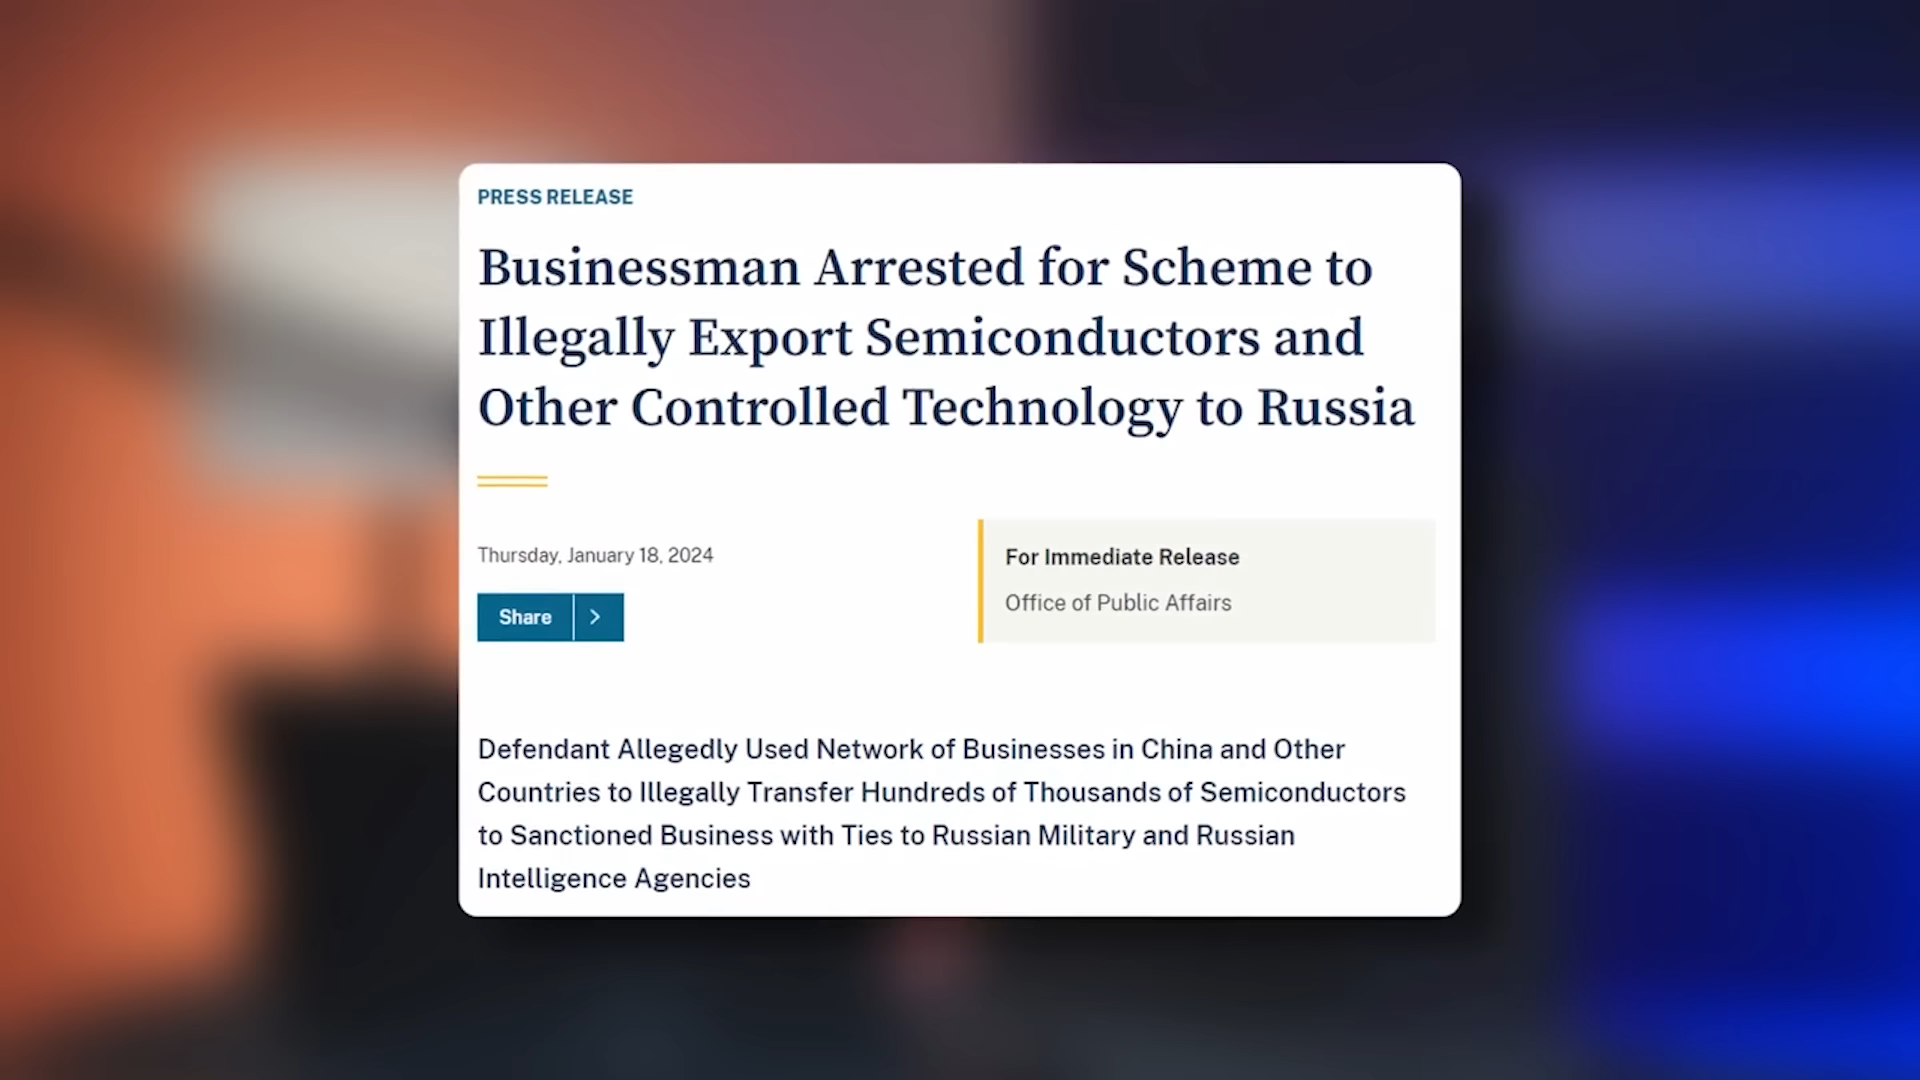 PRESS RELEASE
Businessman Arrested for Scheme to
Illegally Export Semiconductors and
Other Controlled Technology to Russia
Thursday, January 18, 2024
For Immediate Release
Office of Public Affairs
Share
Defendant Allegedly Used Network of Businesses in China and Other
Countries to Illegally Transfer Hundreds of Thousands of Semiconductors
to Sanctioned Business with Ties to Russian Military and Russian
Intelligence Agencies